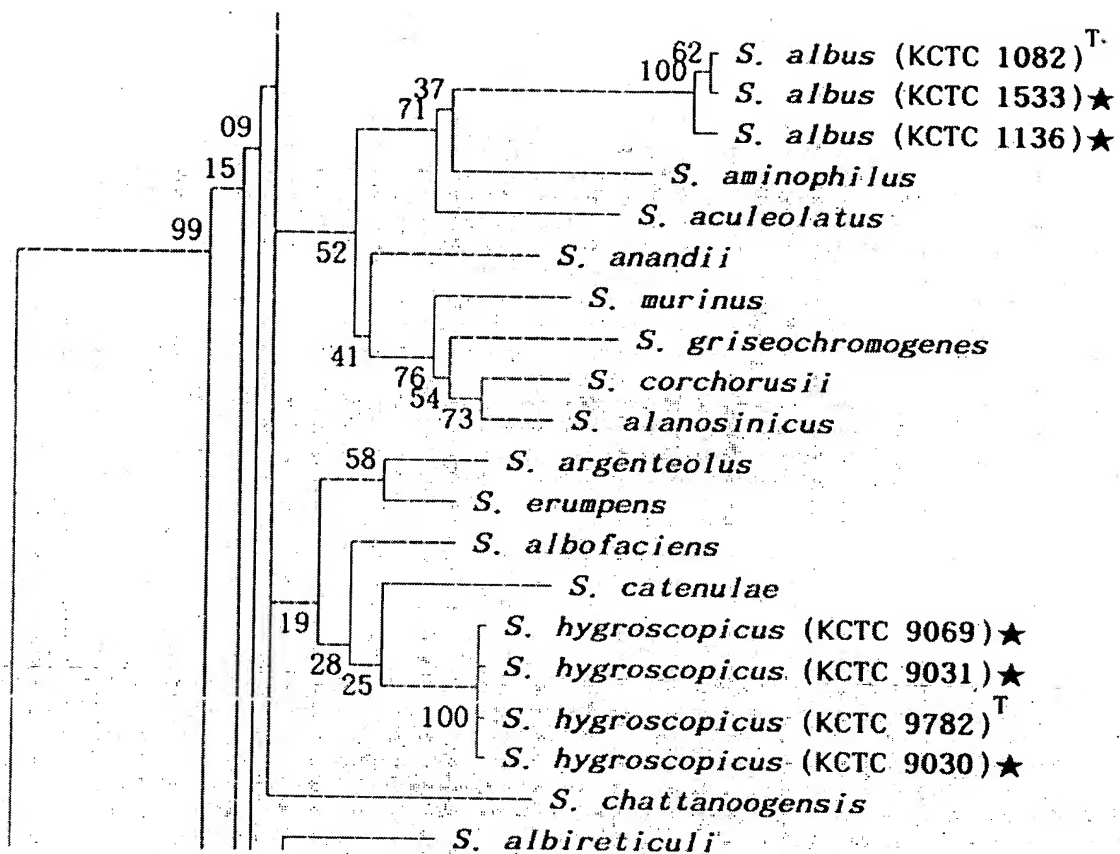 62 S. albus (KCTC 1082)T
100 S. albus (KCTC 1533)★
37
71 S. albus (KCTC 1136)★
09
15 S. aminophilus
S. aculeolatus
99
52 S. anandii
S. murinus
41 S. griseochromogenes
76 S. corchorusii
54
73 S. alanosinicus
58 S. argenteolus
S. erumpens
S. albofaciens
S. catenulae
19 S. hygroscopicus (KCTC 9069)★
28 S. hygroscopicus (KCTC 9031)★
25
100 S. hygroscopicus (KCTC 9782)T
S. hygroscopicus (KCTC 9030)★
S. chattanoogensis
S. albireticuli